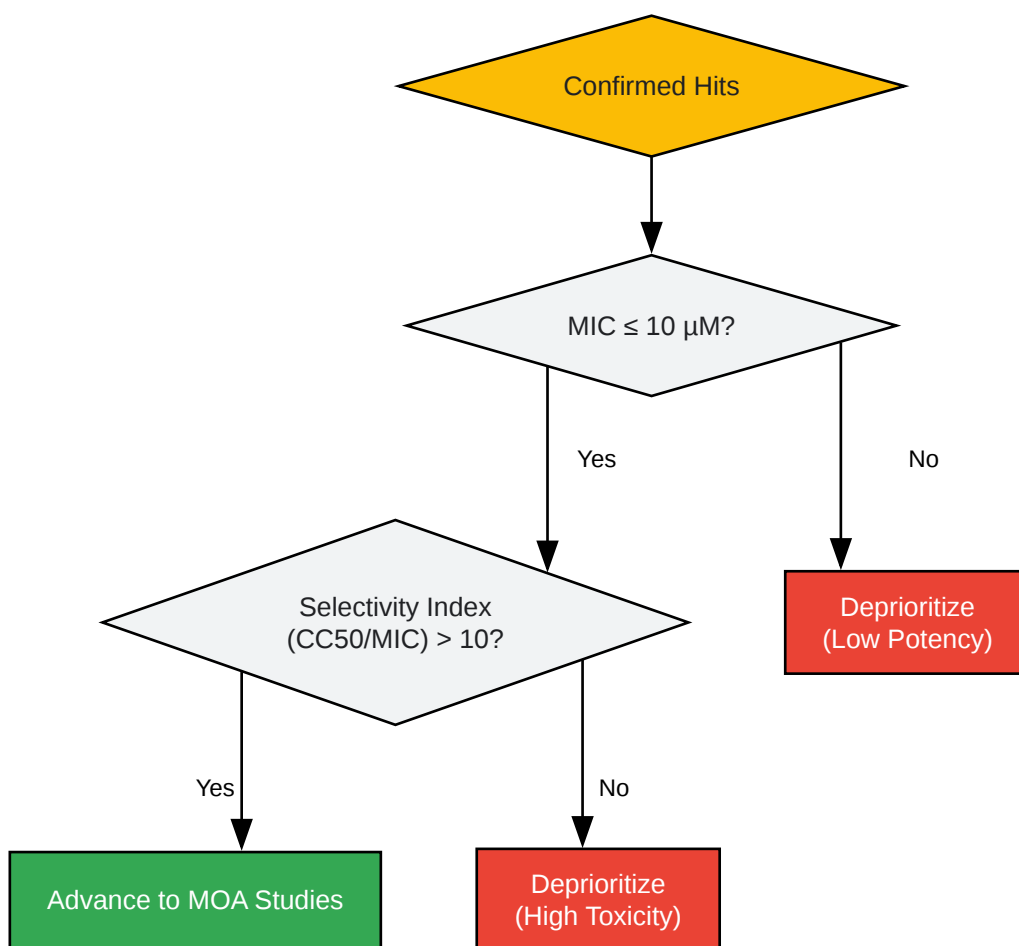 Confirmed Hits
MIC ≤ 10 µM?
Yes
No
Selectivity Index
(CC50/MIC) > 10?
Deprioritize
(Low Potency)
Yes
No
Advance to MOA Studies
Deprioritize
(High Toxicity)